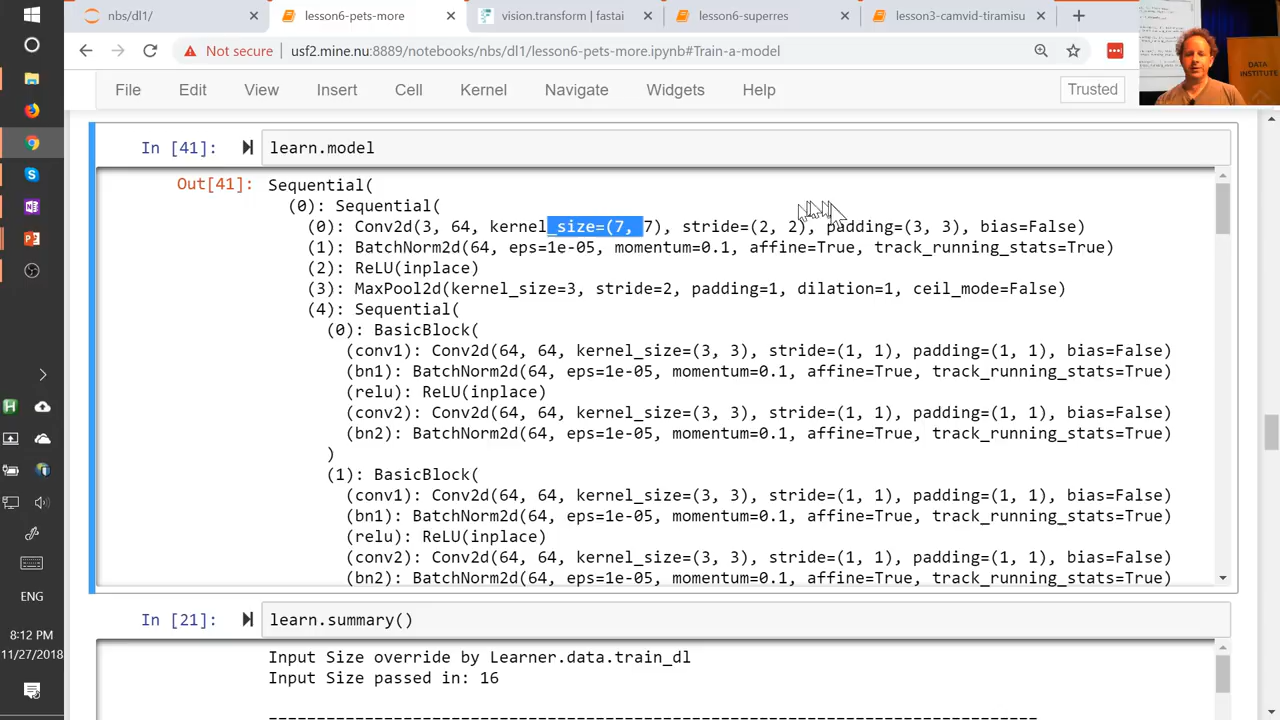 nbs/dl1/
lesson6-pets-more
vision.transform | fastai
lesson6-superres
lesson3-camvid-tiramisu
Not secure
usf2.mine.nu:8889/notebooks/nbs/dl1/lesson6-pets-more.ipynb#Train-a-model
DATA
INSTITUTE
File Edit View Insert Cell Kernel Navigate Widgets Help
Trusted
In [41]: learn.model
Out[41]: Sequential(
(0): Sequential(
(0): Conv2d(3, 64, kernel_size=(7, 7), stride=(2, 2), padding=(3, 3), bias=False)
(1): BatchNorm2d(64, eps=1e-05, momentum=0.1, affine=True, track_running_stats=True)
(2): ReLU(inplace)
(3): MaxPool2d(kernel_size=3, stride=2, padding=1, dilation=1, ceil_mode=False)
(4): Sequential(
(0): BasicBlock(
(conv1): Conv2d(64, 64, kernel_size=(3, 3), stride=(1, 1), padding=(1, 1), bias=False)
(bn1): BatchNorm2d(64, eps=1e-05, momentum=0.1, affine=True, track_running_stats=True)
(relu): ReLU(inplace)
(conv2): Conv2d(64, 64, kernel_size=(3, 3), stride=(1, 1), padding=(1, 1), bias=False)
(bn2): BatchNorm2d(64, eps=1e-05, momentum=0.1, affine=True, track_running_stats=True)
)
(1): BasicBlock(
(conv1): Conv2d(64, 64, kernel_size=(3, 3), stride=(1, 1), padding=(1, 1), bias=False)
(bn1): BatchNorm2d(64, eps=1e-05, momentum=0.1, affine=True, track_running_stats=True)
(relu): ReLU(inplace)
(conv2): Conv2d(64, 64, kernel_size=(3, 3), stride=(1, 1), padding=(1, 1), bias=False)
(bn2): BatchNorm2d(64, eps=1e-05, momentum=0.1, affine=True, track_running_stats=True)
In [21]: learn.summary()
Input Size override by Learner.data.train_dl
Input Size passed in: 16
ENG
8:12 PM
11/27/2018